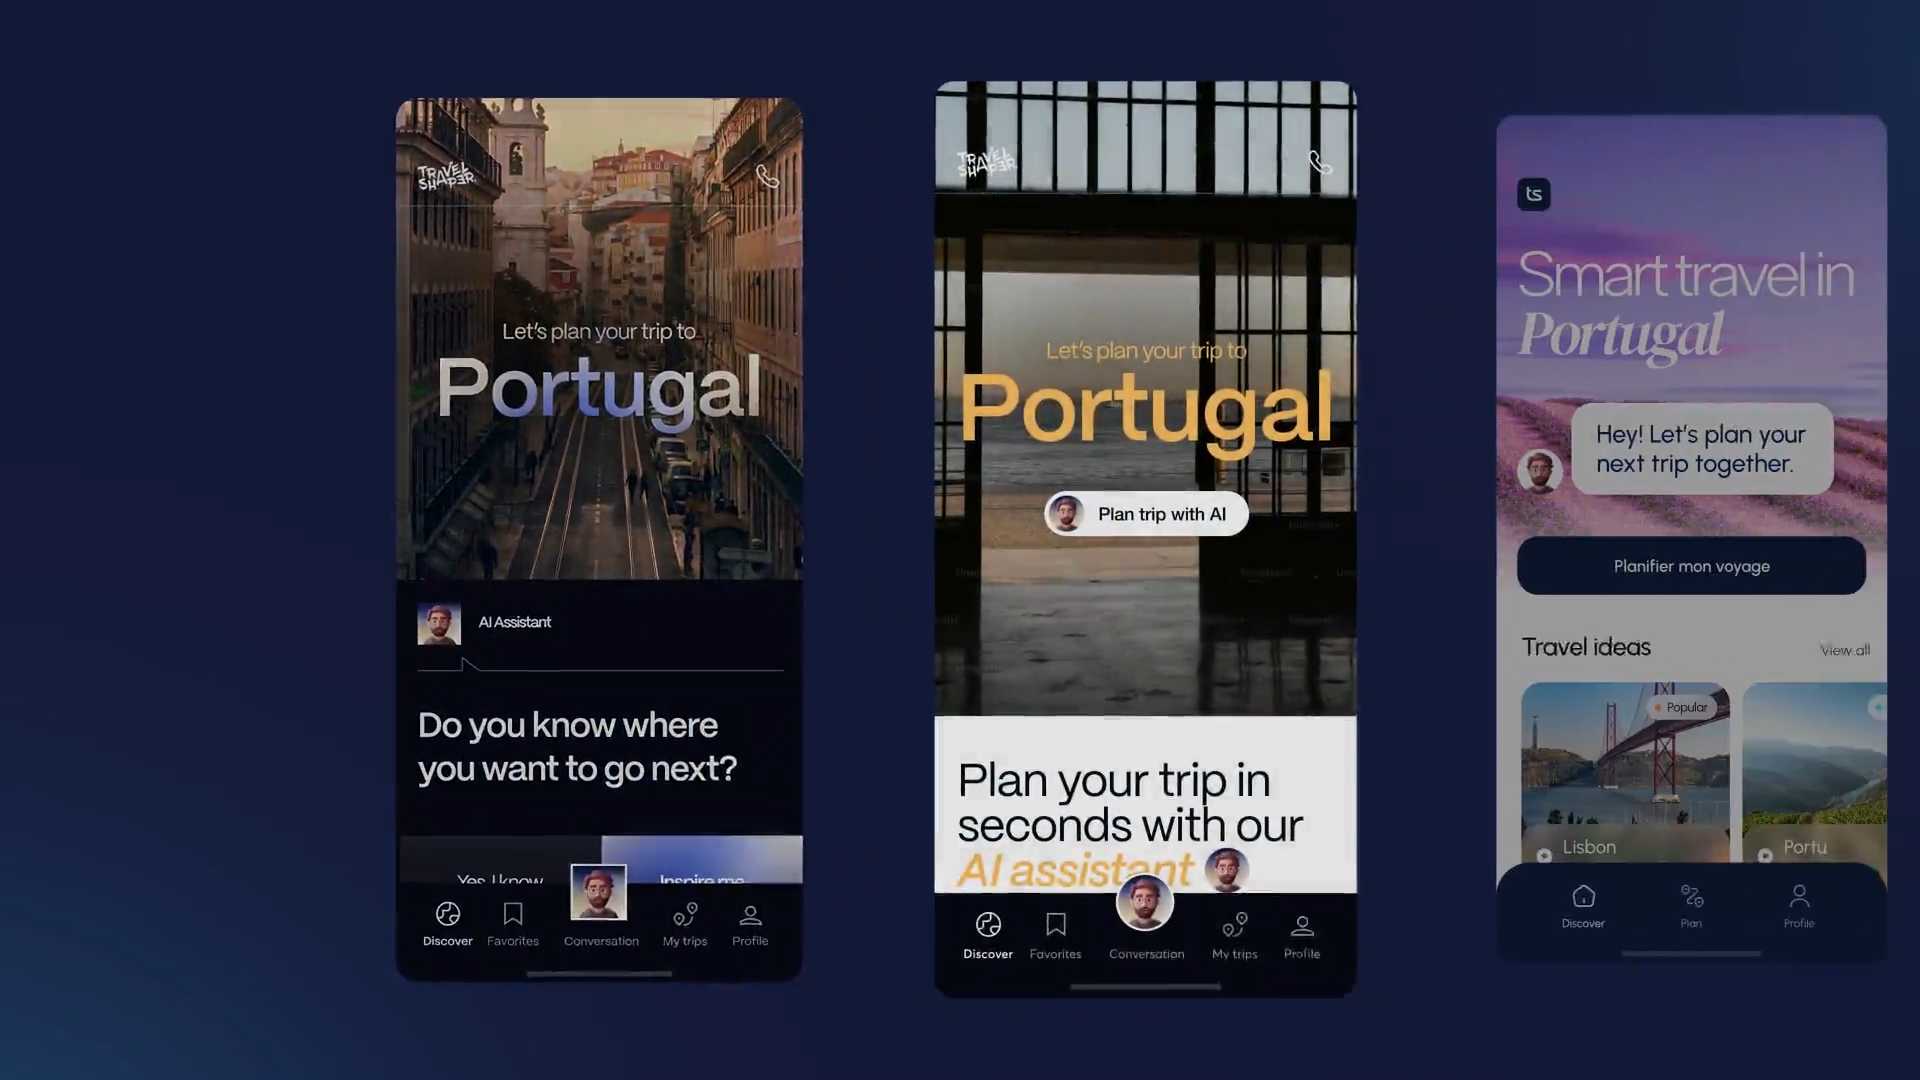 TRAVEL
SHAPER
Let's plan your trip to
Portugal
AI Assistant
Do you know where
you want to go next?
Yes, I know
Inspire me
Discover
Favorites
Conversation
My trips
Profile
TRAVEL
SHAPER
Let's plan your trip to
Portugal
Plan trip with AI
Plan your trip in
seconds with our
AI assistant
Discover
Favorites
Conversation
My trips
Profile
ts
Smart travel in
Portugal
Hey! Let's plan your
next trip together.
Planifier mon voyage
Travel ideas
View all
Popular
Lisbon
Portu
Discover
Plan
Profile